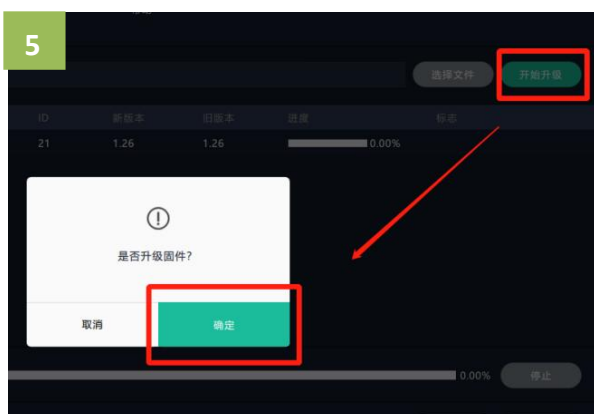 5
选择文件 开始升级
ID 新版本 旧版本 进度 标志
21 1.26 1.26 0.00%
是否升级固件?
取消 确定
0.00% 停止